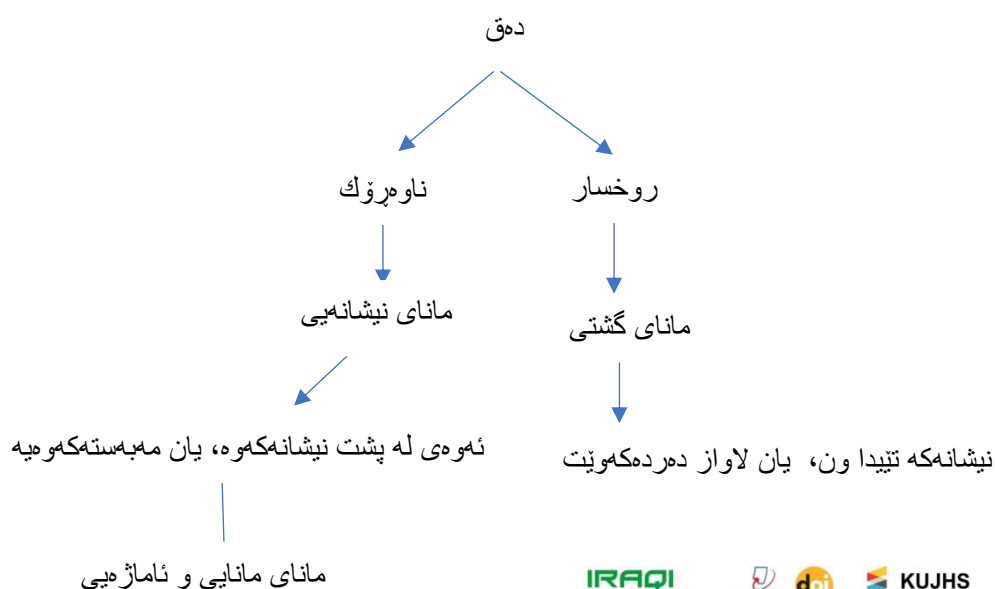 دەق
روخسار
ناوەڕۆك
مانای گشتی
مانای نیشانەیی
نیشانەکە تێیدا ون، یان لاواز دەردەکەوێت
ئەوەی لە پشت نیشانەکەوە، یان مەبەستەکەوەیە
مانای مانایی و ئاماژەیی
IRAQI
doi
KUJHS